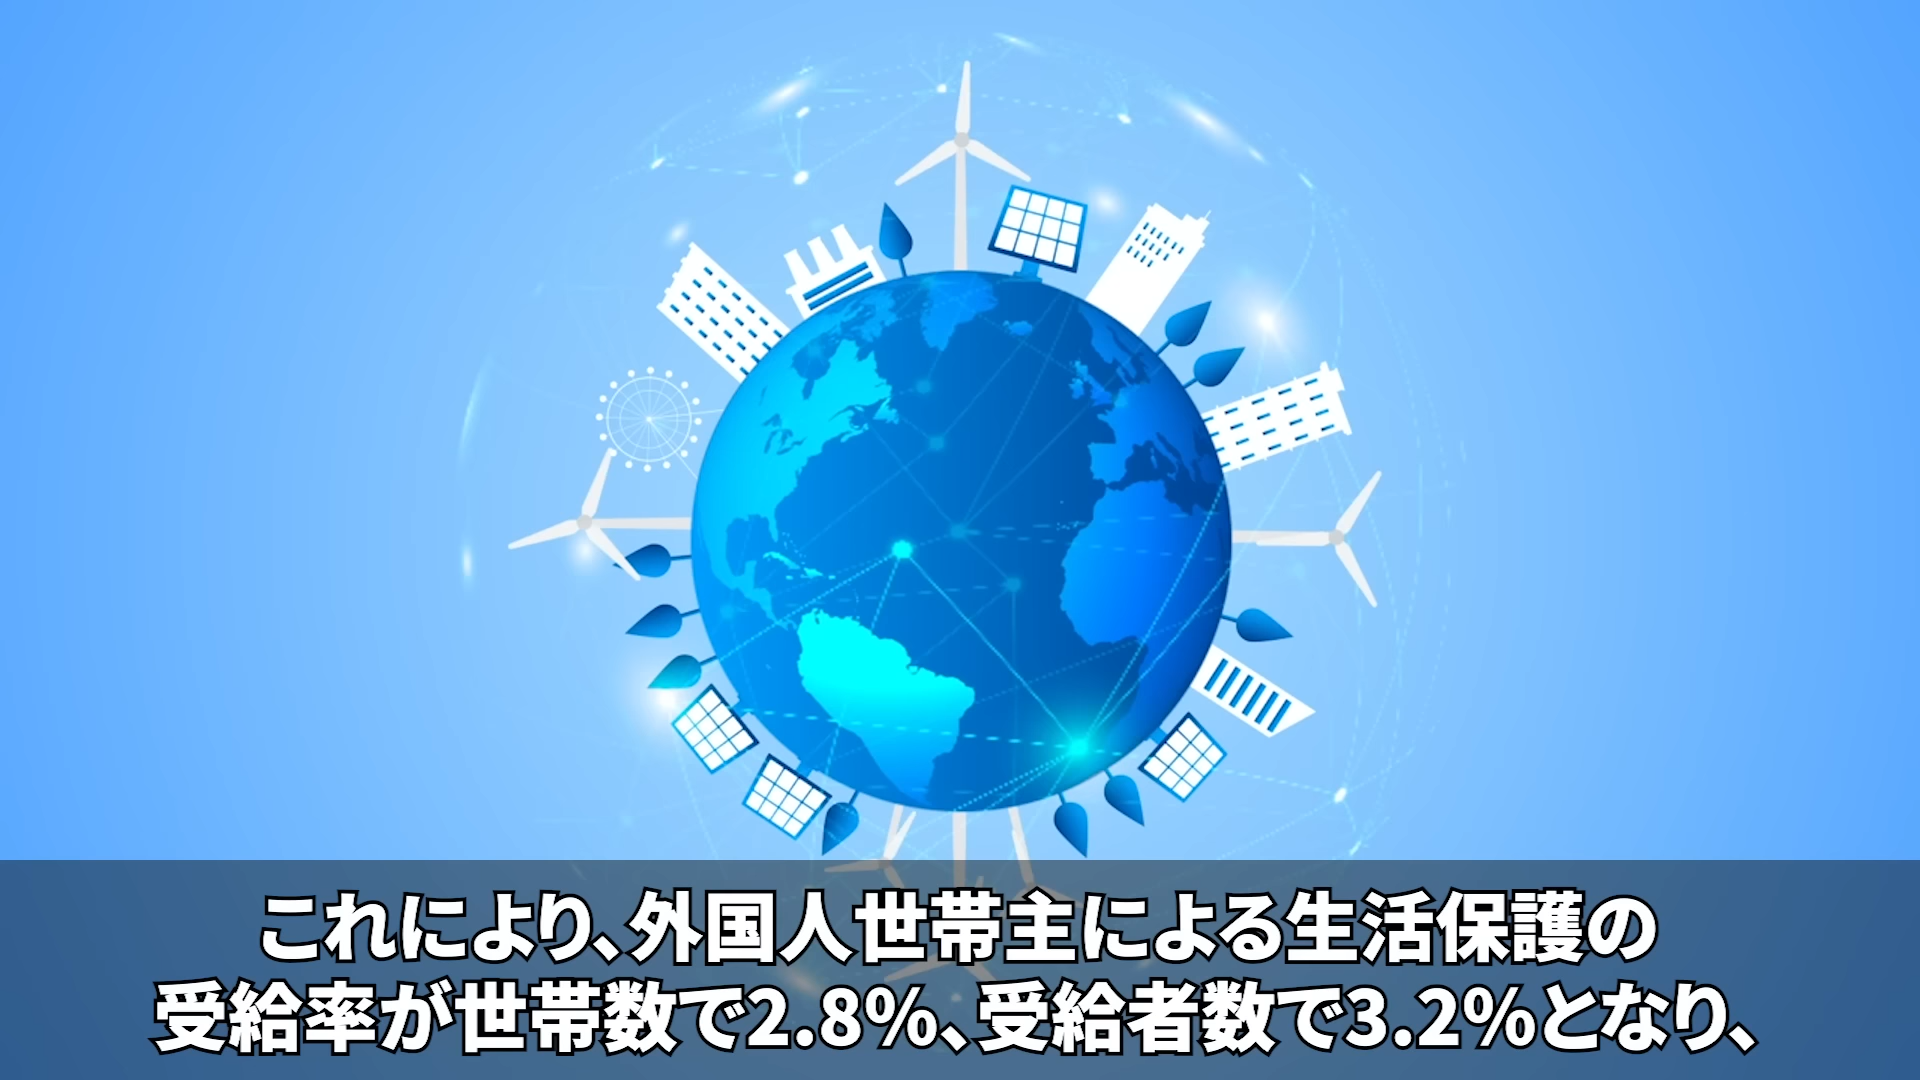 これにより、外国人世帯主による生活保護の
受給率が世帯数で2.8%、受給者数で3.2%となり、